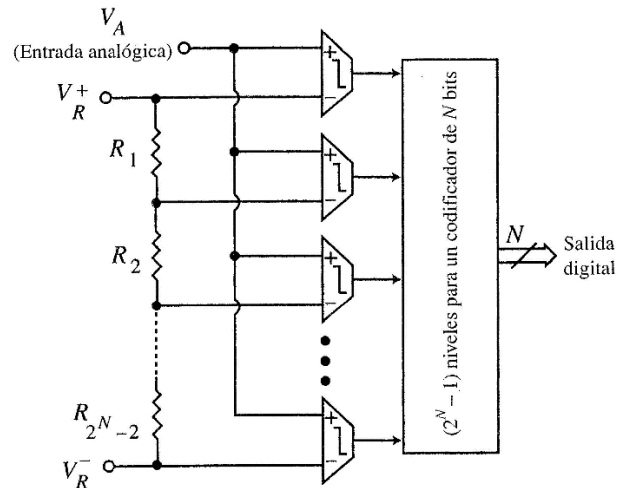 V_A
(Entrada analógica)
+
−
V_R^+
R_1
+
−
R_2
+
−
R_{2^N−2}
+
−
V_R^-
(2^N − 1) niveles para un codificador de N bits
N
Salida
digital